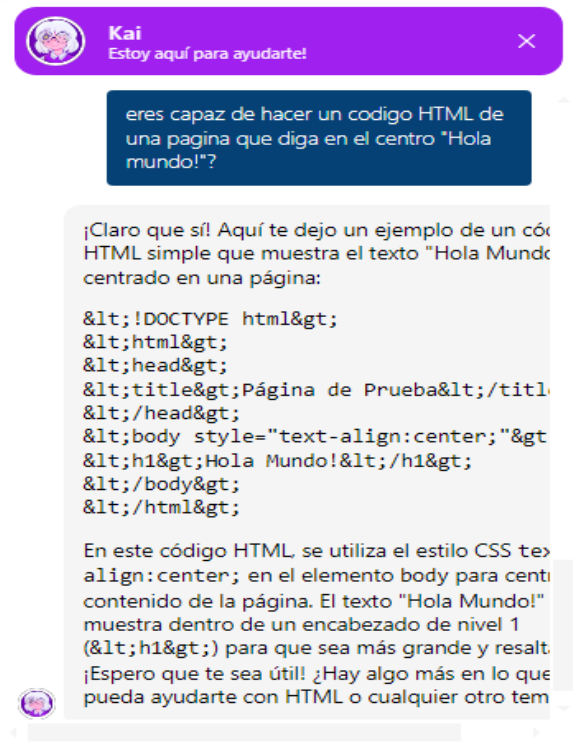 Kai
Estoy aquí para ayudarte!
eres capaz de hacer un codigo HTML de
una pagina que diga en el centro "Hola
mundo!"?
¡Claro que sí! Aquí te dejo un ejemplo de un
HTML simple que muestra el texto "Hola
centrado en una página:
&lt;!DOCTYPE html&gt;
&lt;html&gt;
&lt;head&gt;
&lt;title&gt;Página de Prueba&lt;/titl
&lt;/head&gt;
&lt;body style="text-align:center;"&gt
&lt;h1&gt;Hola Mundo!&lt;/h1&gt;
&lt;/body&gt;
&lt;/html&gt;
En este código HTML, se utiliza el estilo CSS tex
align:center; en el elemento body para
contenido de la página. El texto "Hola Mundo!"
muestra dentro de un encabezado de nivel 1
(&lt;h1&gt;) para que sea más grande y
¡Espero que te sea útil! ¿Hay algo más en lo que
pueda ayudarte con HTML o cualquier otro tem